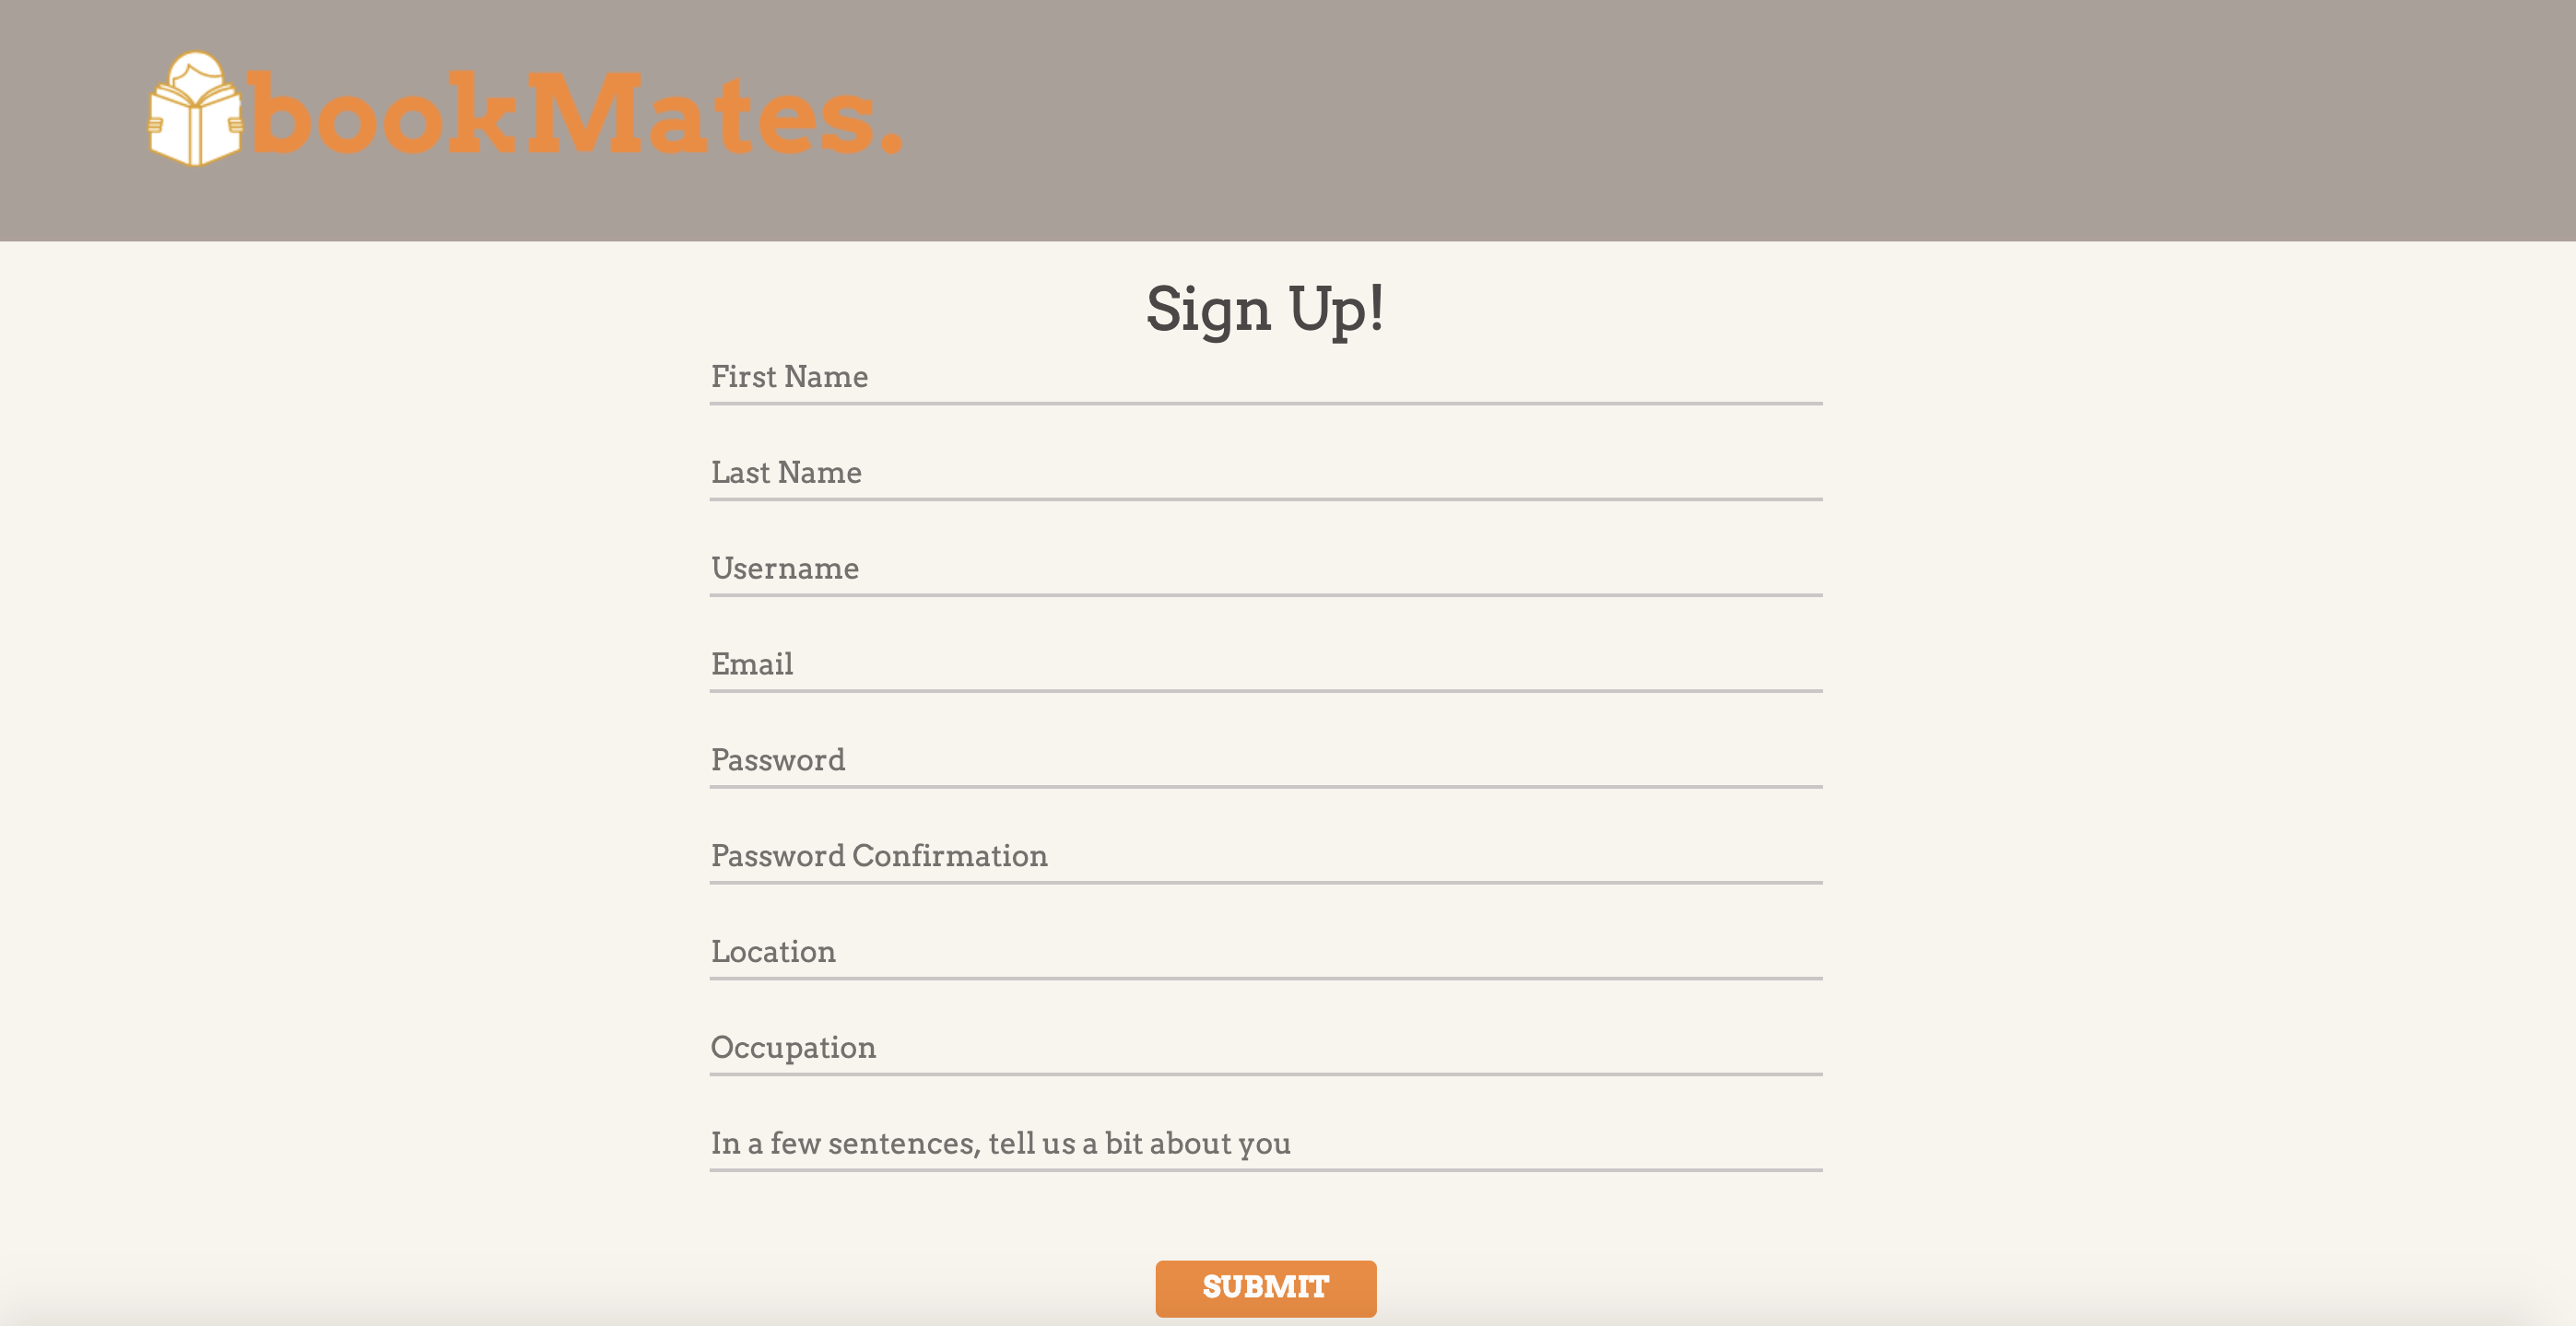 bookMates.
Sign Up!
First Name
Last Name
Username
Email
Password
Password Confirmation
Location
Occupation
In a few sentences, tell us a bit about you
SUBMIT